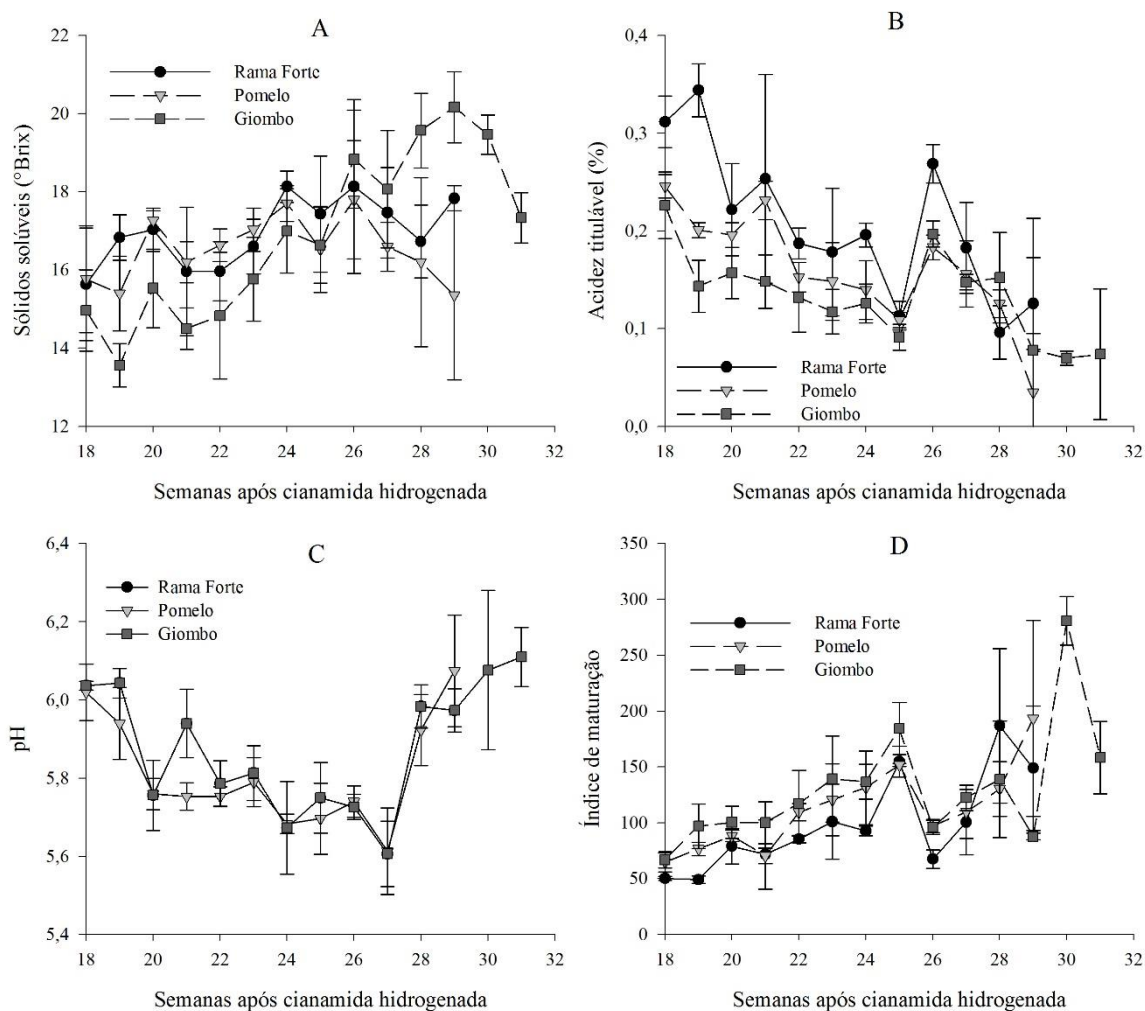 A
Sólidos solúveis (°Brix)
22
20
18
16
14
12
Rama Forte
Pomelo
Giombo
18 20 22 24 26 28 30 32
Semanas após cianamida hidrogenada
B
Acidez titulável (%)
0,4
0,3
0,2
0,1
0,0
Rama Forte
Pomelo
Giombo
18 20 22 24 26 28 30 32
Semanas após cianamida hidrogenada
C
pH
6,4
6,2
6,0
5,8
5,6
5,4
Rama Forte
Pomelo
Giombo
18 20 22 24 26 28 30 32
Semanas após cianamida hidrogenada
D
Índice de maturação
350
300
250
200
150
100
50
0
Rama Forte
Pomelo
Giombo
18 20 22 24 26 28 30 32
Semanas após cianamida hidrogenada